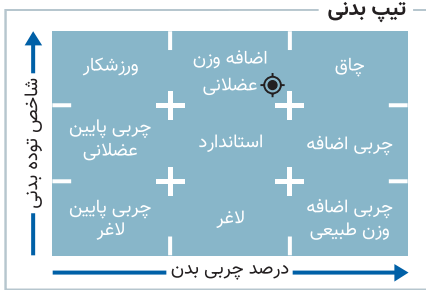 تیپ بدنی
شاخص توده بدنی
چاق
اضافه وزن
عضلانی
ورزشکار
چربی اضافه
استاندارد
چربی پایین
عضلانی
چربی اضافه
وزن طبیعی
لاغر
چربی پایین
لاغر
درصد چربی بدن